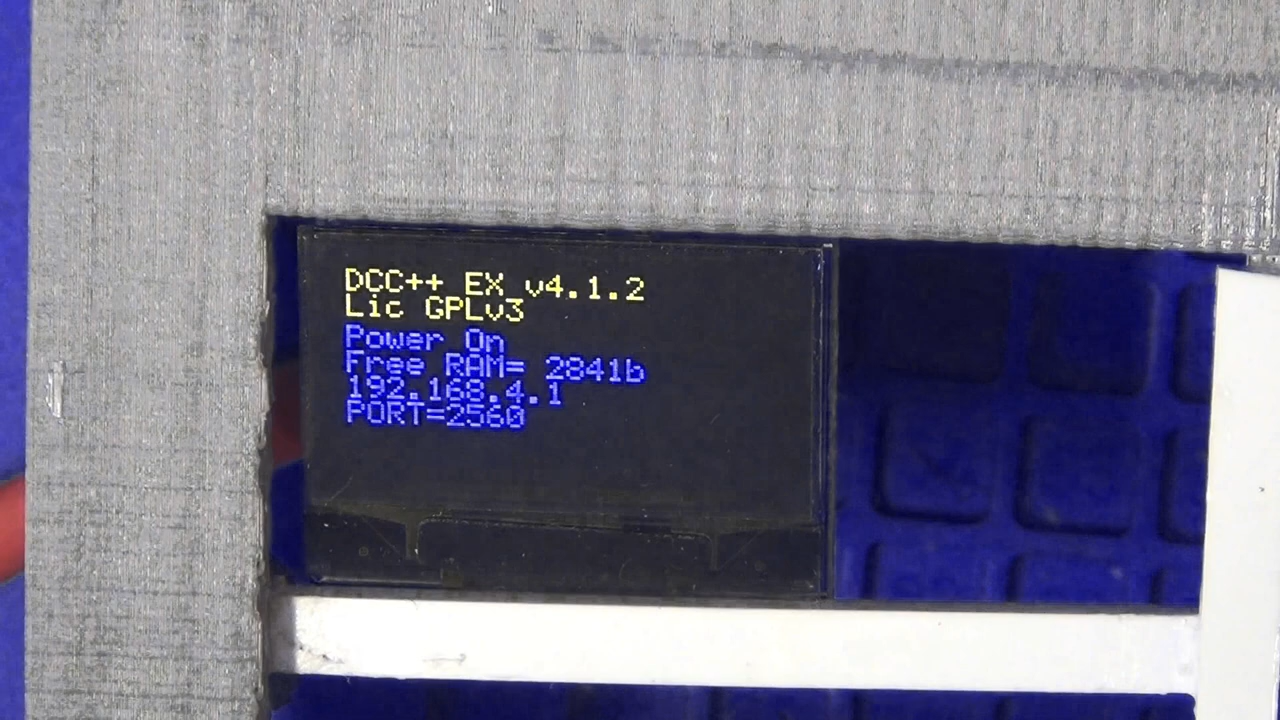 DCC++ EX v4.1.2
Lic GPLv3
Power On
Free RAM= 2841b
192.168.4.1
PORT=2560